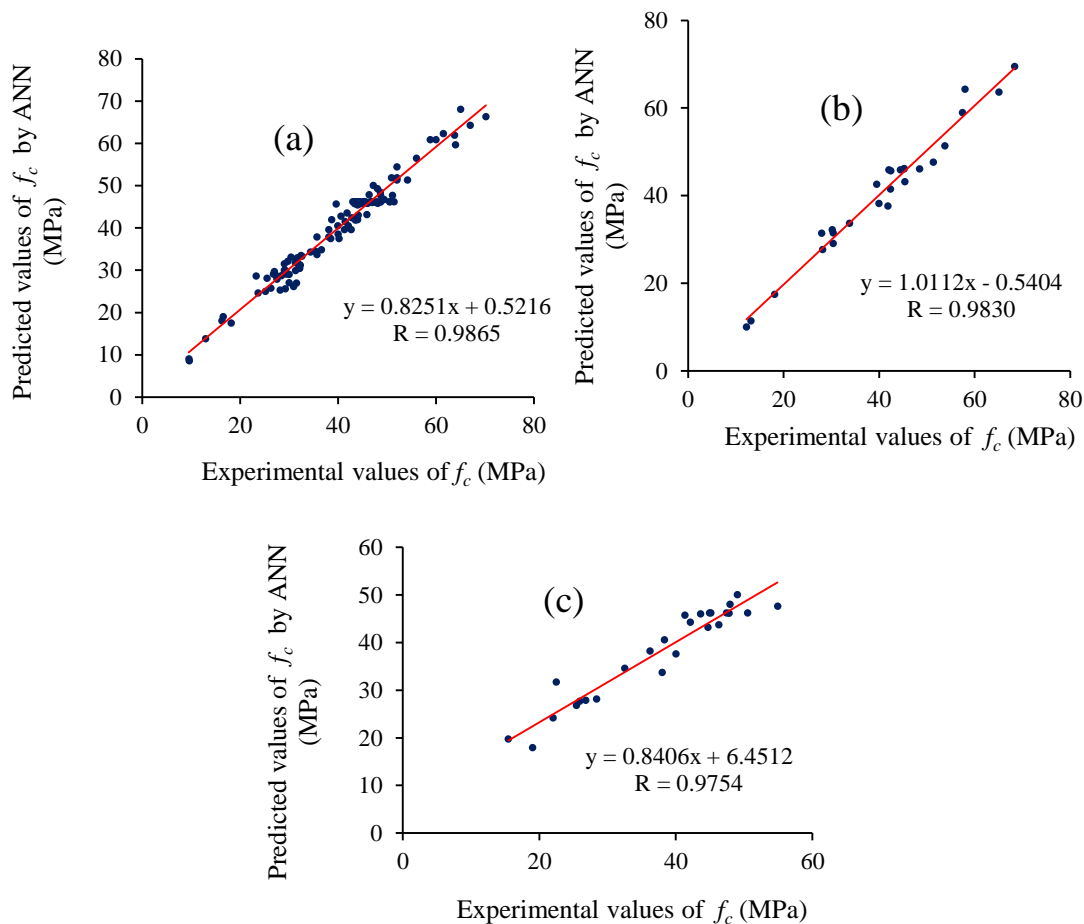 Predicted values of fc by ANN
(MPa)
80
70
60
50
40
30
20
10
0
(a)
y = 0.8251x + 0.5216
R = 0.9865
0 20 40 60 80
Experimental values of fc (MPa)
Predicted values of fc by ANN
(MPa)
80
60
40
20
0
(b)
y = 1.0112x - 0.5404
R = 0.9830
0 20 40 60 80
Experimental values of fc (MPa)
Predicted values of fc by ANN
(MPa)
60
50
40
30
20
10
0
(c)
y = 0.8406x + 6.4512
R = 0.9754
0 20 40 60
Experimental values of fc (MPa)